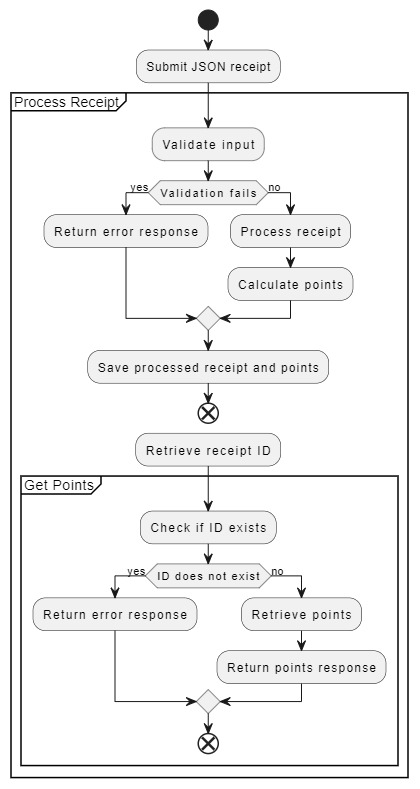 Submit JSON receipt
Process Receipt
Validate input
yes
Validation fails
no
Return error response
Process receipt
Calculate points
Save processed receipt and points
Retrieve receipt ID
Get Points
Check if ID exists
yes
ID does not exist
no
Return error response
Retrieve points
Return points response